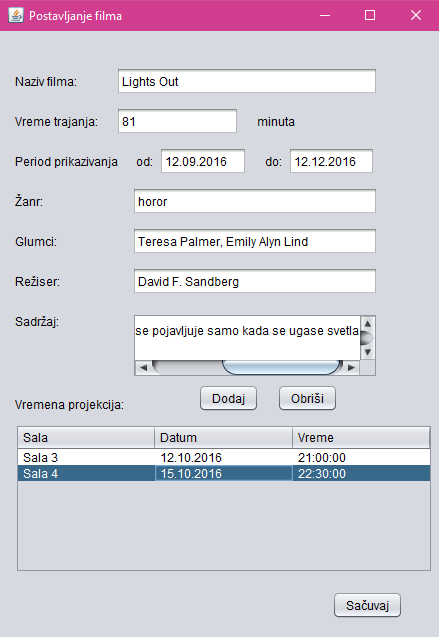 Postavljanje filma
Naziv filma: Lights Out
Vreme trajanja: 81 minuta
Period prikazivanja od: 12.09.2016 do: 12.12.2016
Žanr: horor
Glumci: Teresa Palmer, Emily Alyn Lind
Režiser: David F. Sandberg
Sadržaj: se pojavljuje samo kada se ugase svetla
Vremena projekcija: Dodaj Obriši
Sala Datum Vreme
Sala 3 12.10.2016 21:00:00
Sala 4 15.10.2016 22:30:00
Sačuvaj